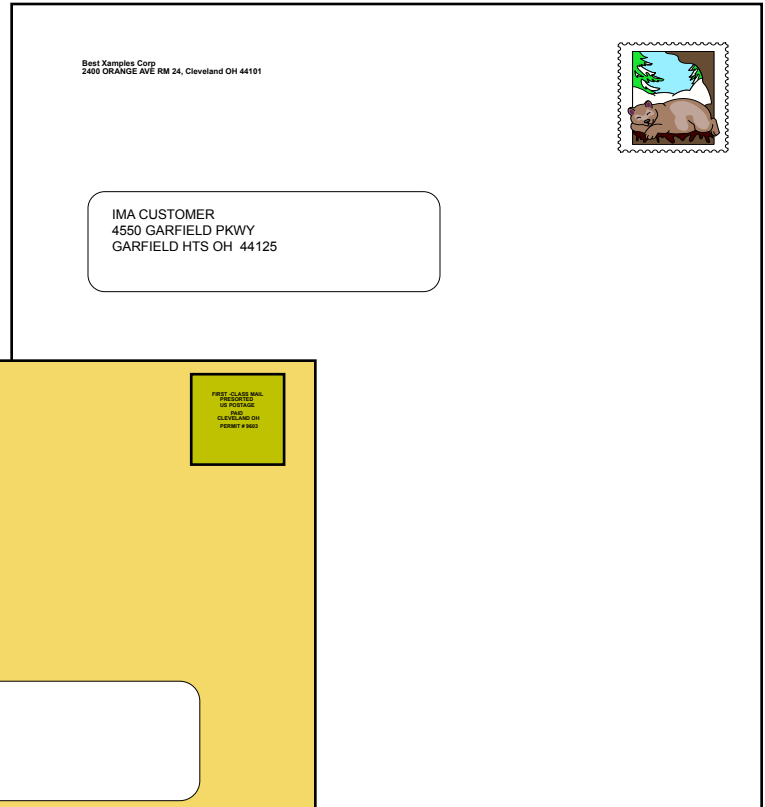 Best Xamples Corp
2400 ORANGE AVE RM 24, Cleveland OH 44101
IMA CUSTOMER
4550 GARFIELD PKWY
GARFIELD HTS OH  44125
FIRST -CLASS MAIL
PRESORTED
US POSTAGE
PAID
CLEVELAND OH
PERMIT # 9603